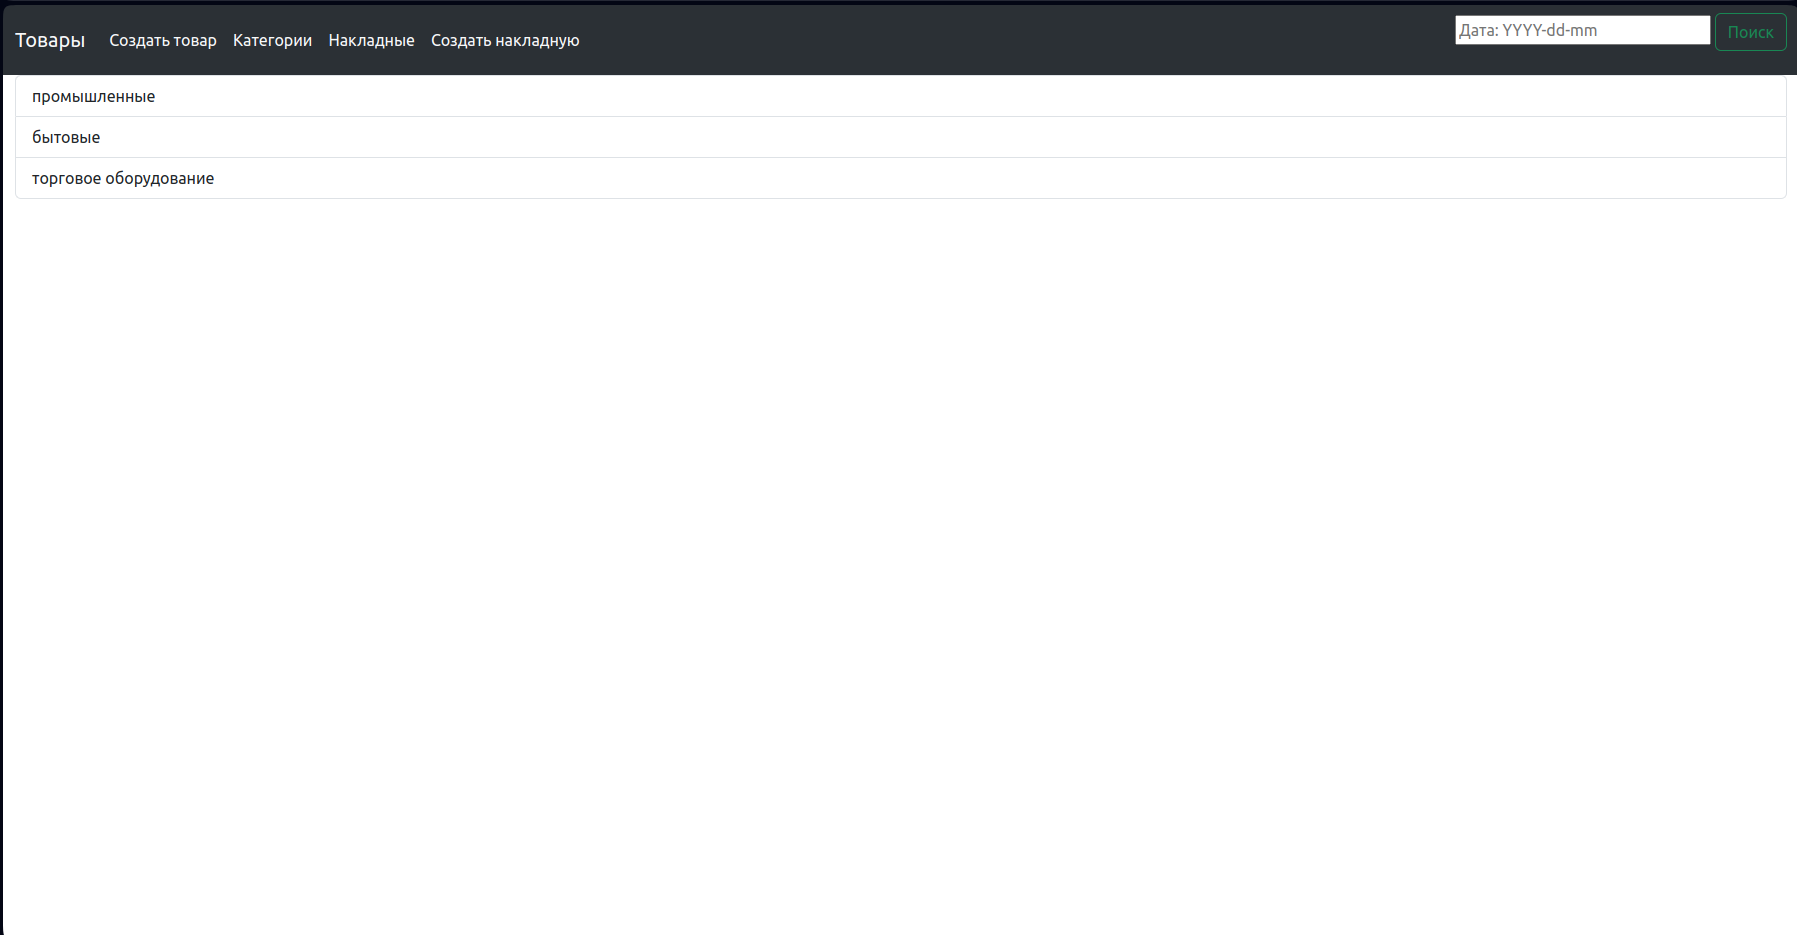 Товары Создать товар Категории Накладные Создать накладную Дата: YYYY-dd-mm Поиск
промышленные
бытовые
торговое оборудование